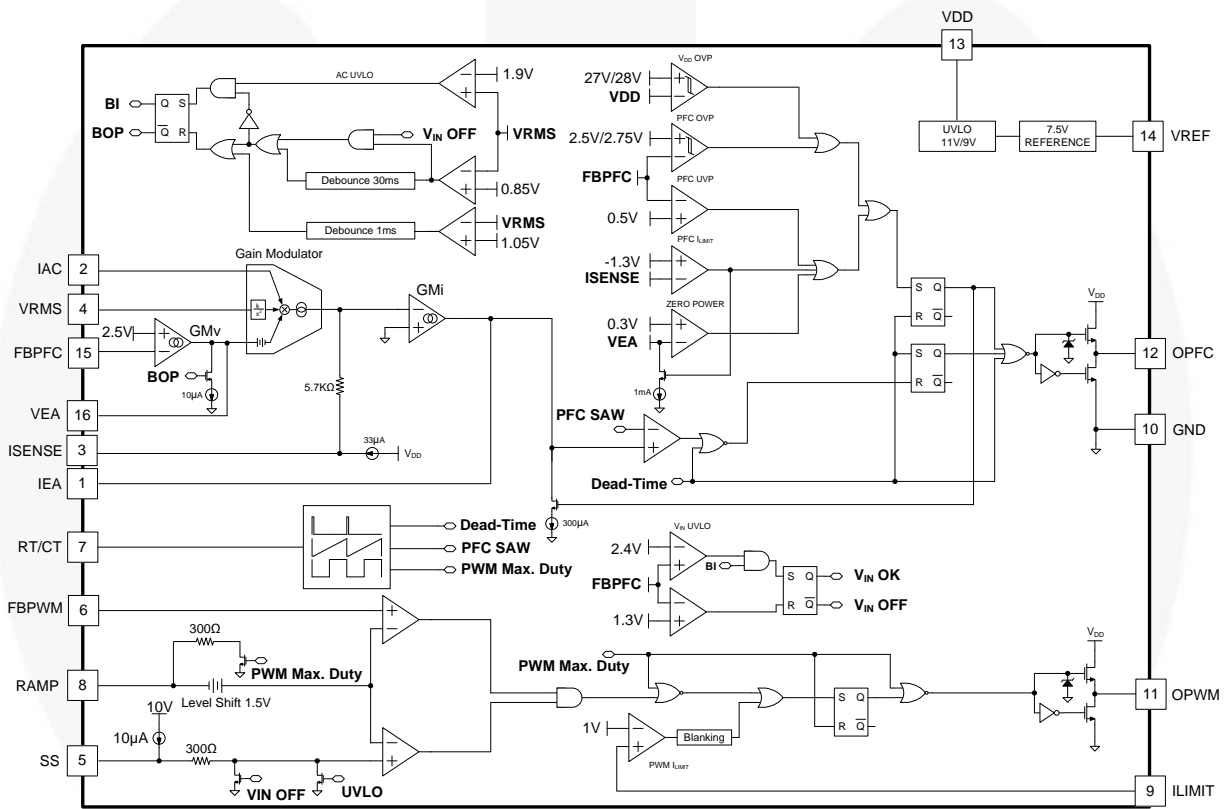 VDD
13
AC UVLO
1.9V
BI
Q
S
BOP
Q
R
VIN OFF
VRMS
Debounce 30ms
0.85V
Debounce 1ms
VRMS
1.05V
VDD OVP
27V/28V
VDD
PFC OVP
2.5V/2.75V
FBPFC
PFC UVP
0.5V
PFC ILIMIT
-1.3V
ISENSE
ZERO POWER
0.3V
VEA
1mA
UVLO
11V/9V
7.5V
REFERENCE
14
VREF
Gain Modulator
IAC
2
VRMS
4
k
x²
GMi
2.5V
GMv
FBPFC
15
BOP
10µA
5.7KΩ
VEA
16
33µA
VDD
ISENSE
3
IEA
1
PFC SAW
Dead-Time
300µA
S
Q
R
Q
S
Q
R
Q
VDD
12
OPFC
10
GND
RT/CT
7
Dead-Time
PFC SAW
PWM Max. Duty
VIN UVLO
2.4V
FBPFC
BI
1.3V
S
Q
R
Q
VIN OK
VIN OFF
FBPWM
6
300Ω
PWM Max. Duty
RAMP
8
Level Shift 1.5V
10V
10µA
300Ω
SS
5
VIN OFF
UVLO
PWM Max. Duty
1V
Blanking
PWM ILIMIT
S
Q
R
Q
VDD
11
OPWM
9
ILIMIT